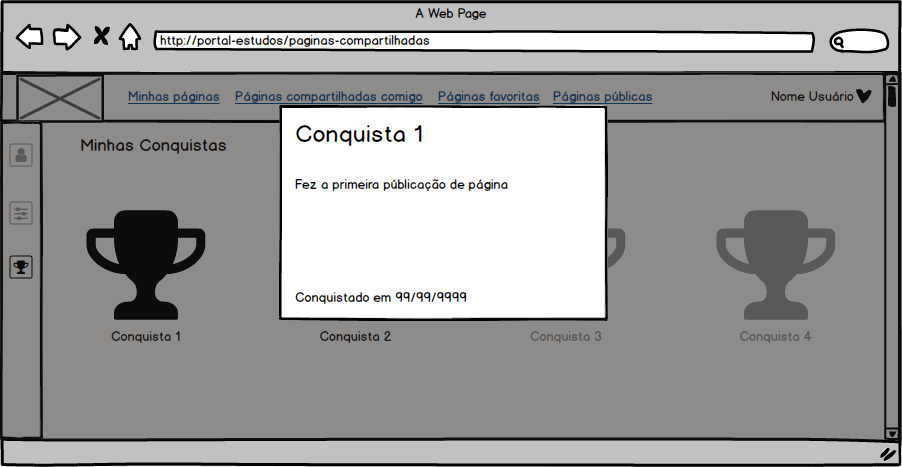 A Web Page
http://portal-estudos/paginas-compartilhadas
Minhas páginas Páginas compartilhadas comigo Páginas favoritas Páginas públicas Nome Usuário
Minhas Conquistas
Conquista 1
Fez a primeira públicação de página
Conquistado em 99/99/9999
Conquista 1 Conquista 2 Conquista 3 Conquista 4